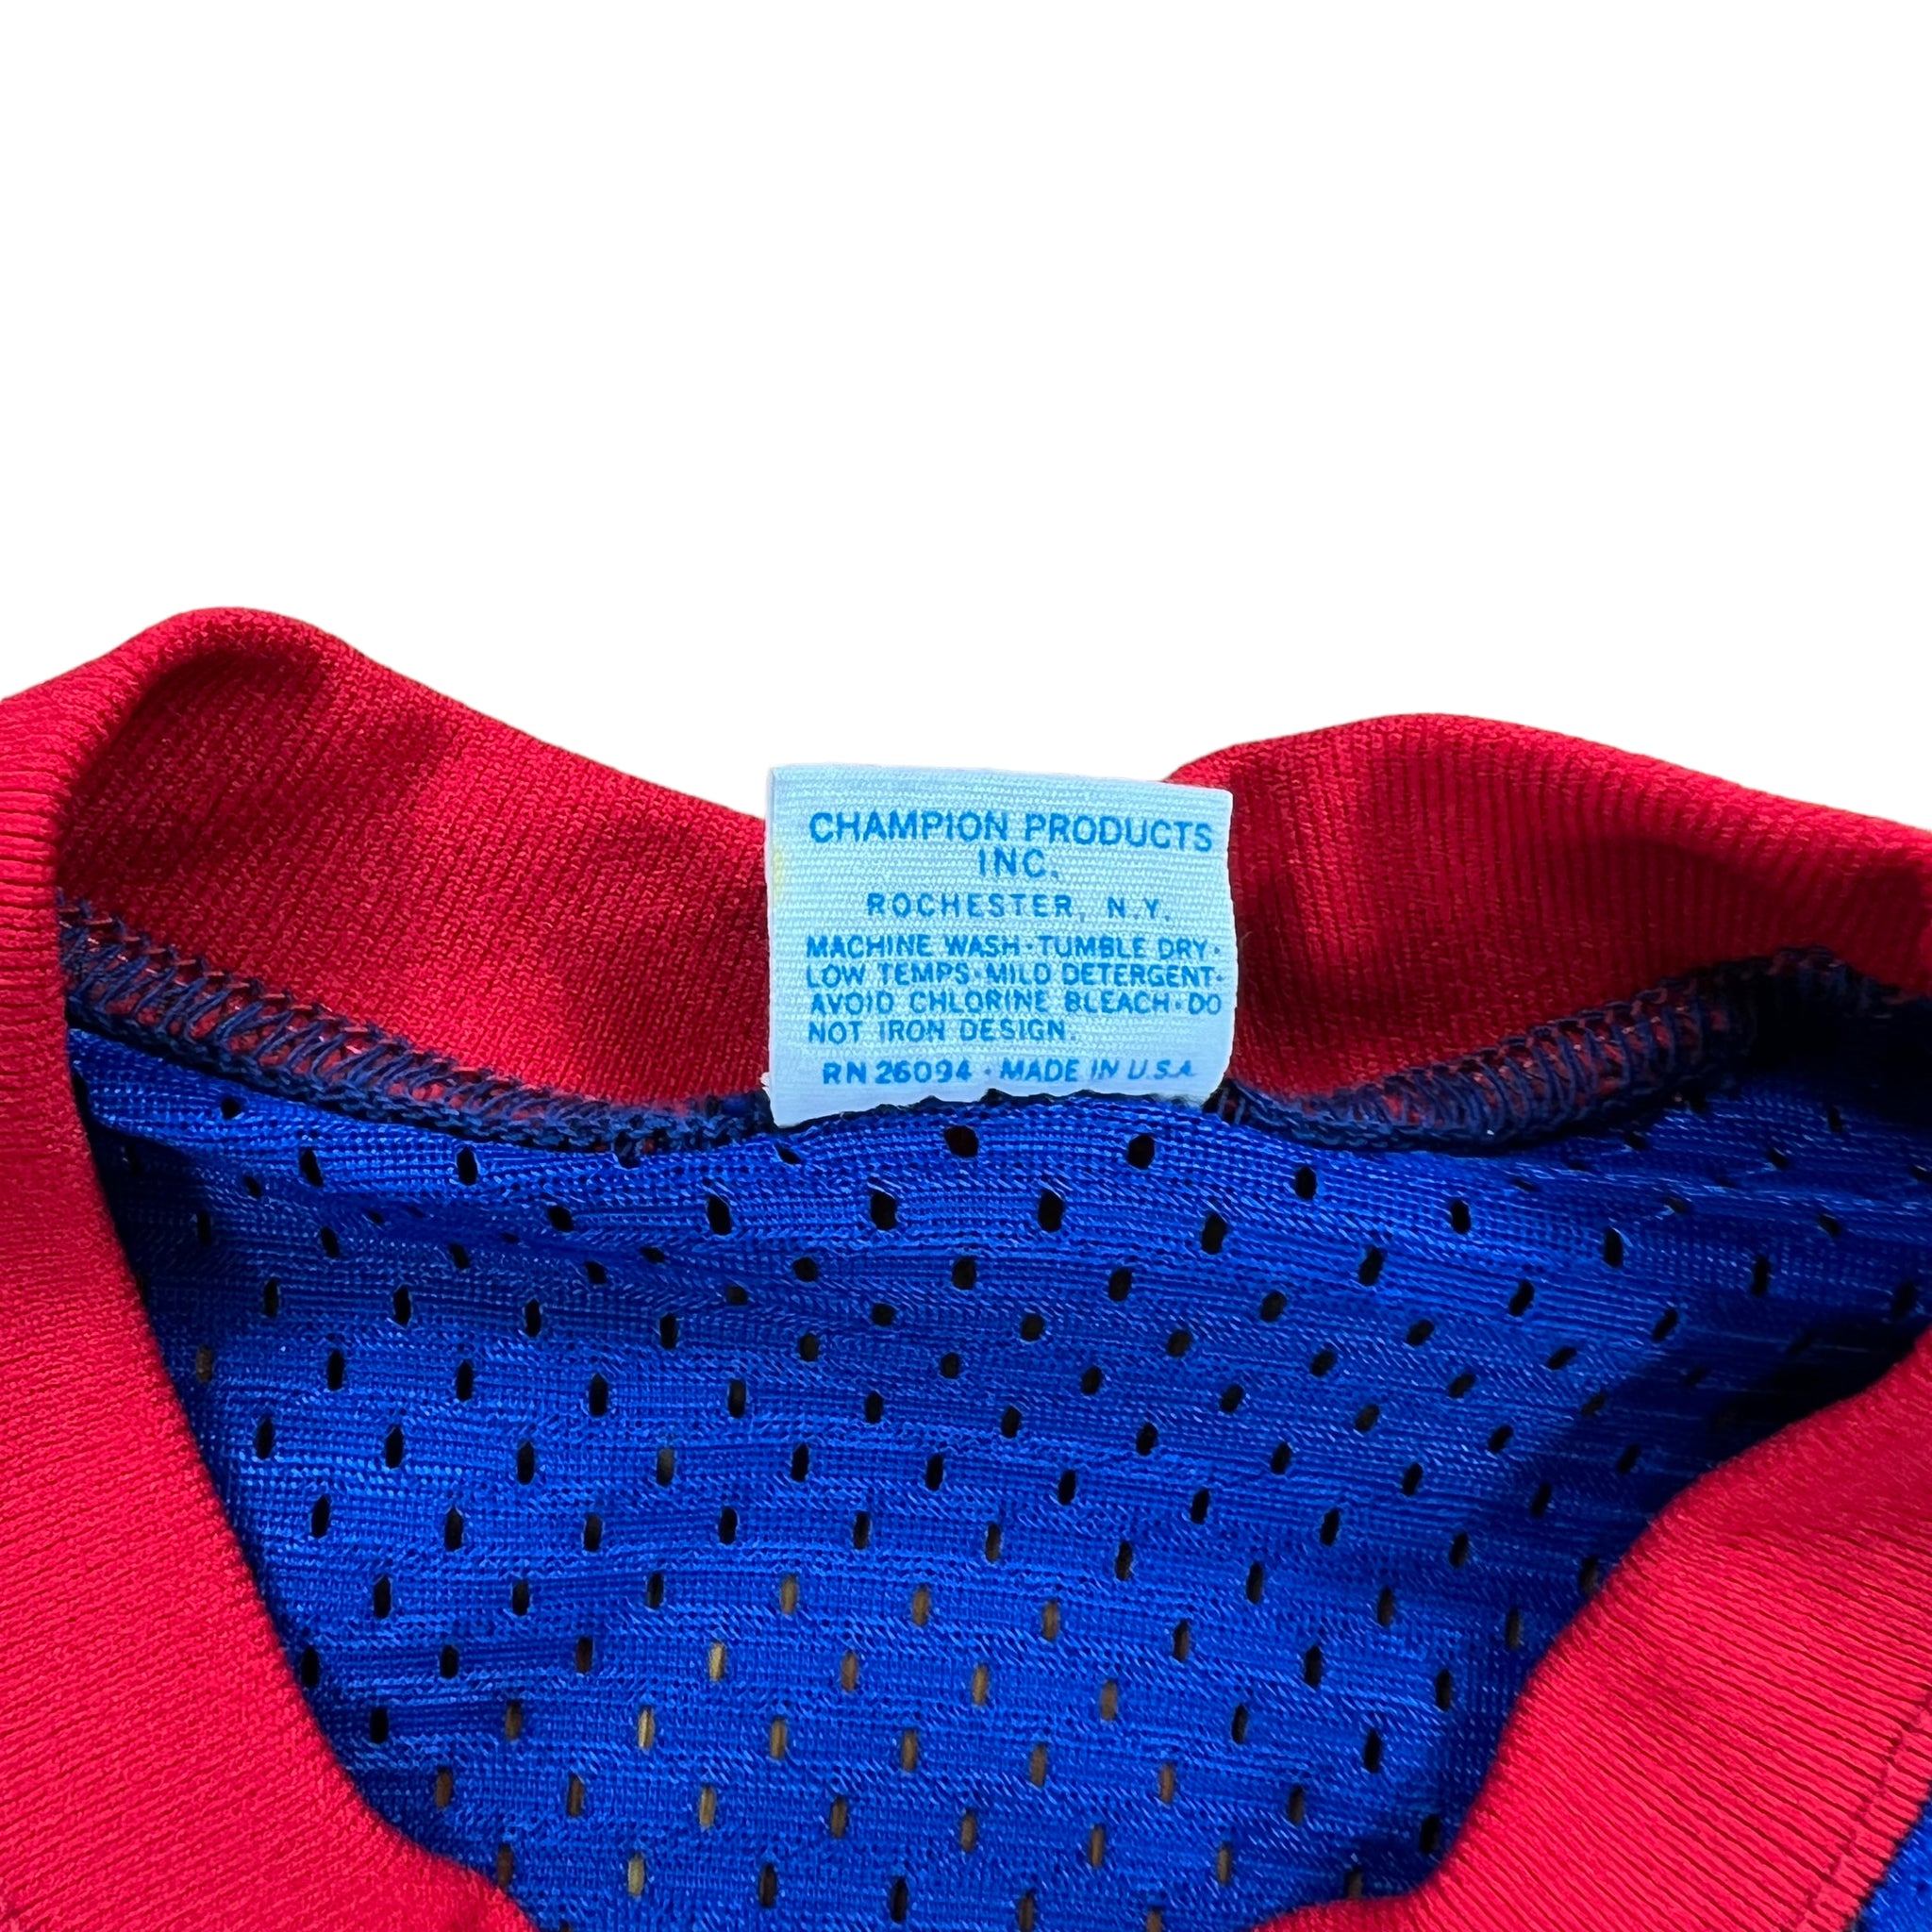 CHAMPION PRODUCTS
INC.
ROCHESTER, N.Y.
MACHINE WASH·TUMBLE DRY·
LOW TEMPS·MILD DETERGENT·
AVOID CHLORINE BLEACH·DO
NOT IRON DESIGN.
RN 26094 · MADE IN U.S.A.